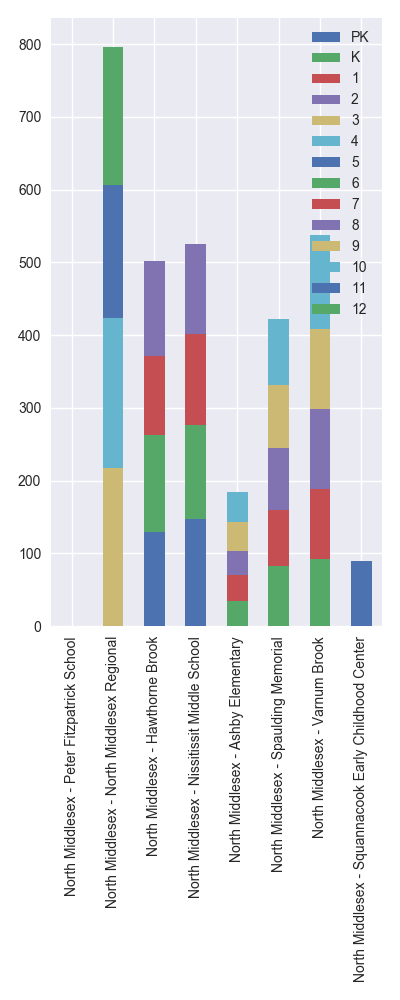 800
700
600
500
400
300
200
100
0
PK
K
1
2
3
4
5
6
7
8
9
10
11
12
North Middlesex - Peter Fitzpatrick School
North Middlesex - North Middlesex Regional
North Middlesex - Hawthorne Brook
North Middlesex - Nissitissit Middle School
North Middlesex - Ashby Elementary
North Middlesex - Spaulding Memorial
North Middlesex - Varnum Brook
North Middlesex - Squannacook Early Childhood Center